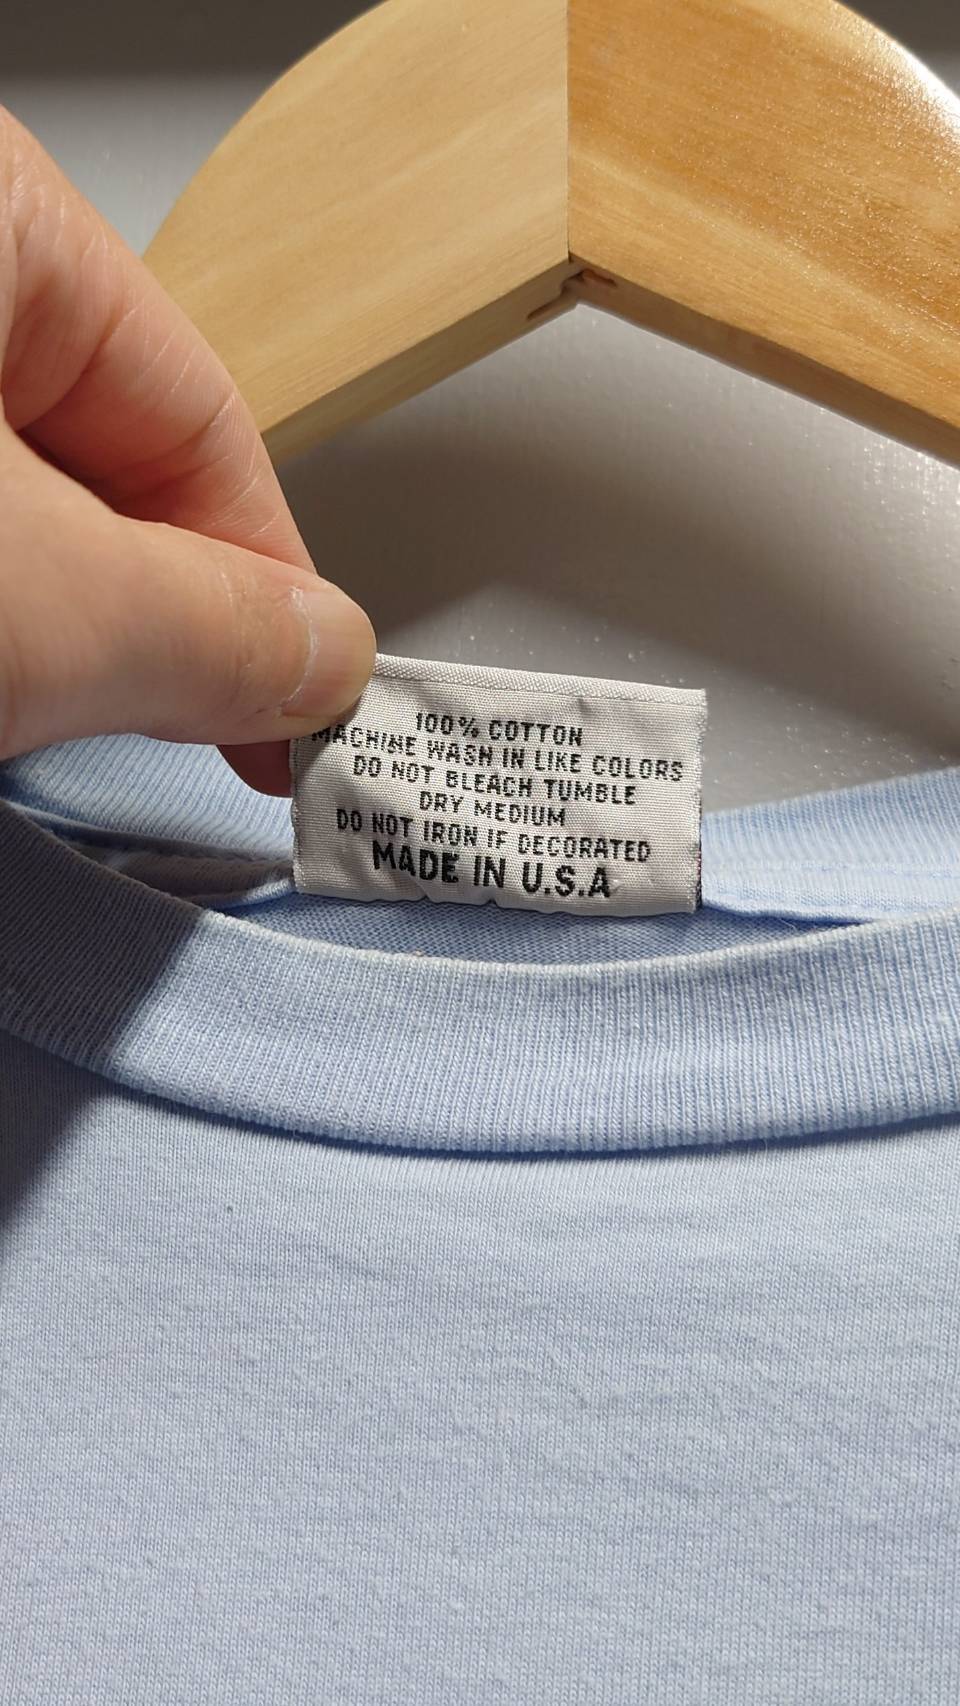 100% COTTON
MACHINE WASH IN LIKE COLORS
DO NOT BLEACH TUMBLE
DRY MEDIUM
DO NOT IRON IF DECORATED
MADE IN U.S.A